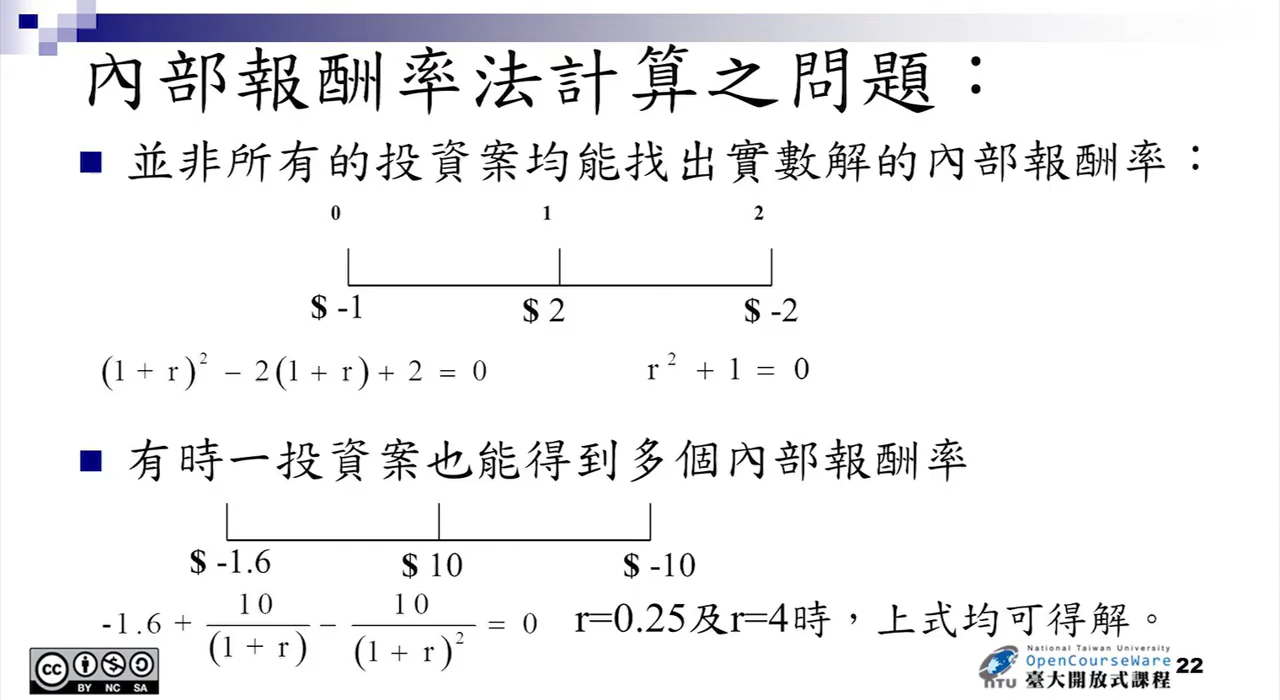 內部報酬率法計算之問題：
並非所有的投資案均能找出實數解的內部報酬率：
0 1 2
$ -1 $ 2 $ -2
(1 + r)² − 2(1 + r) + 2 = 0 r² + 1 = 0
有時一投資案也能得到多個內部報酬率
$ -1.6 $ 10 $ -10
-1.6 + 10/(1 + r) − 10/(1 + r)² = 0 r=0.25及r=4時，上式均可得解。
cc BY NC SA
NTU National Taiwan University
OpenCourseWare
臺大開放式課程
22